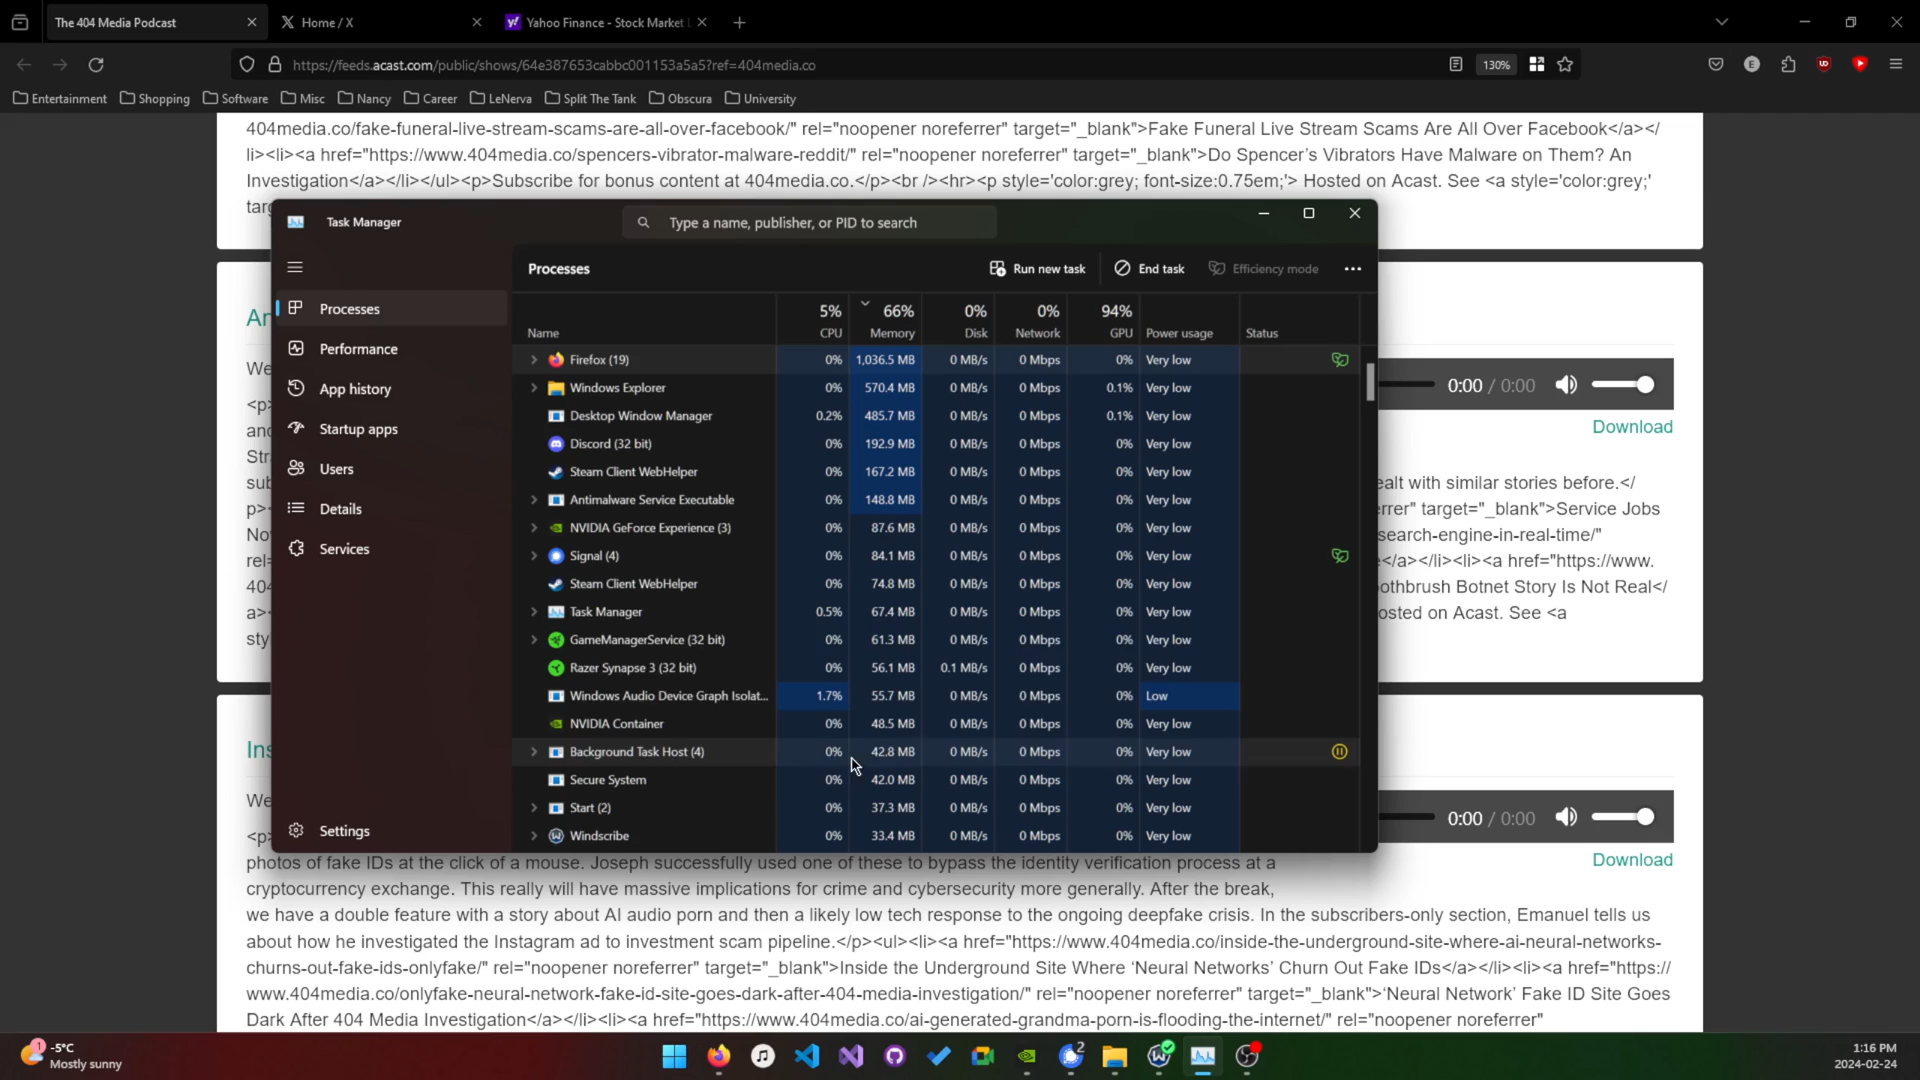 The 404 Media Podcast
Home / X
Yahoo Finance - Stock Market L
https://feeds.acast.com/public/shows/64e387653cabbc001153a5a5?ref=404media.co
130%
Entertainment Shopping Software Misc Nancy Career LeNerva Split The Tank Obscura University
404media.co/fake-funeral-live-stream-scams-are-all-over-facebook/" rel="noopener noreferrer" target="_blank">Fake Funeral Live Stream Scams Are All Over Facebook</a></
li><li><a href="https://www.404media.co/spencers-vibrator-malware-reddit/" rel="noopener noreferrer" target="_blank">Do Spencer's Vibrators Have Malware on Them? An
Investigation</a></li></ul><p>Subscribe for bonus content at 404media.co.</p><br /><hr><p style='color:grey; font-size:0.75em;'> Hosted on Acast. See <a style='color:grey;'
targ
Task Manager
Type a name, publisher, or PID to search
Processes
Performance
App history
Startup apps
Users
Details
Services
Settings
Processes
Run new task
End task
Efficiency mode
5% 66% 0% 0% 94%
Name CPU Memory Disk Network GPU Power usage Status
Firefox (19) 0% 1,036.5 MB 0 MB/s 0 Mbps 0% Very low
Windows Explorer 0% 570.4 MB 0 MB/s 0 Mbps 0.1% Very low
Desktop Window Manager 0.2% 485.7 MB 0 MB/s 0 Mbps 0.1% Very low
Discord (32 bit) 0% 192.9 MB 0 MB/s 0 Mbps 0% Very low
Steam Client WebHelper 0% 167.2 MB 0 MB/s 0 Mbps 0% Very low
Antimalware Service Executable 0% 148.8 MB 0 MB/s 0 Mbps 0% Very low
NVIDIA GeForce Experience (3) 0% 87.6 MB 0 MB/s 0 Mbps 0% Very low
Signal (4) 0% 84.1 MB 0 MB/s 0 Mbps 0% Very low
Steam Client WebHelper 0% 74.8 MB 0 MB/s 0 Mbps 0% Very low
Task Manager 0.5% 67.4 MB 0 MB/s 0 Mbps 0% Very low
GameManagerService (32 bit) 0% 61.3 MB 0 MB/s 0 Mbps 0% Very low
Razer Synapse 3 (32 bit) 0% 56.1 MB 0.1 MB/s 0 Mbps 0% Very low
Windows Audio Device Graph Isolat... 1.7% 55.7 MB 0 MB/s 0 Mbps 0% Low
NVIDIA Container 0% 48.5 MB 0 MB/s 0 Mbps 0% Very low
Background Task Host (4) 0% 42.8 MB 0 MB/s 0 Mbps 0% Very low
Secure System 0% 42.0 MB 0 MB/s 0 Mbps 0% Very low
Start (2) 0% 37.3 MB 0 MB/s 0 Mbps 0% Very low
Windscribe 0% 33.4 MB 0 MB/s 0 Mbps 0% Very low
An
0:00 / 0:00
Download
We
<p>
and
Str
sub ealt with similar stories before.</
p>< rrer" target="_blank">Service Jobs
No search-engine-in-real-time/"
rel= e</a></li><li><a href="https://www.
404 oothbrush Botnet Story Is Not Real</
a>< osted on Acast. See <a
sty
Ins
We
0:00 / 0:00
<p>
Download
photos of fake IDs at the click of a mouse. Joseph successfully used one of these to bypass the identity verification process at a
cryptocurrency exchange. This really will have massive implications for crime and cybersecurity more generally. After the break,
we have a double feature with a story about AI audio porn and then a likely low tech response to the ongoing deepfake crisis. In the subscribers-only section, Emanuel tells us
about how he investigated the Instagram ad to investment scam pipeline.</p><ul><li><a href="https://www.404media.co/inside-the-underground-site-where-ai-neural-networks-
churns-out-fake-ids-onlyfake/" rel="noopener noreferrer" target="_blank">Inside the Underground Site Where ‘Neural Networks’ Churn Out Fake IDs</a></li><li><a href="https://
www.404media.co/onlyfake-neural-network-fake-id-site-goes-dark-after-404-media-investigation/" rel="noopener noreferrer" target="_blank">‘Neural Network’ Fake ID Site Goes
Dark After 404 Media Investigation</a></li><li><a href="https://www.404media.co/ai-generated-grandma-porn-is-flooding-the-internet/" rel="noopener noreferrer"
1
-5°C
Mostly sunny
2
1:16 PM
2024-02-24